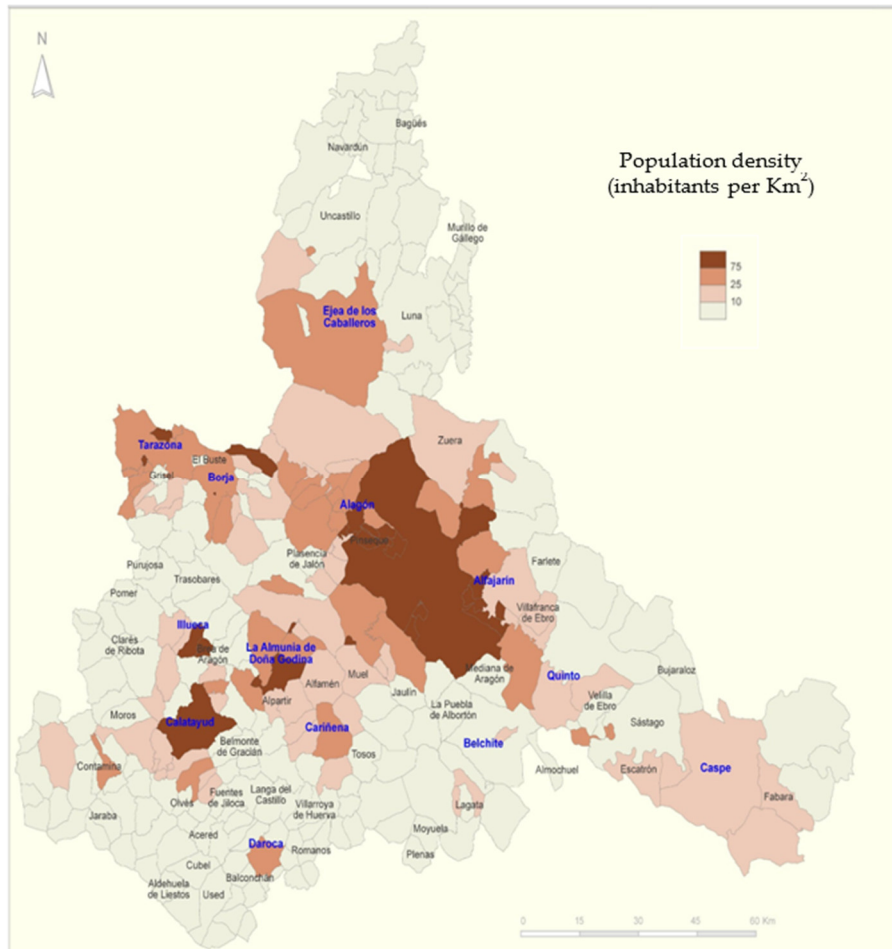 N
Bagüés
Navardún
Population density
(inhabitants per Km²)
Uncastillo
Murillo de
Gállego
75
25
10
Ejea de los
Caballeros
Luna
Zuera
Tarazona
El Buste
Grisel
Borja
Alagón
Pinseque
Plasencia
de Jalón
Farlete
Purujosa
Trasobares
Alfajarín
Pomer
Villafranca
de Ebro
Illueca
Clarés
de Ribota
Brea de
Aragón
La Almunia de
Doña Godina
Mediana de
Aragón
Bujaraloz
Quinto
Muel
Alfamén
Jaulín
Velilla
de Ebro
Alpartir
La Puebla
de Albortón
Moros
Calatayud
Sástago
Cariñena
Belmonte
de Gracián
Belchite
Tosos
Contamina
Almochuel
Escatrón
Caspe
Fuentes
de Jiloca
Langa del
Castillo
Olvés
Fabara
Villarroya
de Huerva
Lagata
Jaraba
Acered
Moyuela
Daroca
Romanos
Plenas
Cubel
Balconchán
Aldehuela
de Liestos
Used
0 15 30 45 60 Km